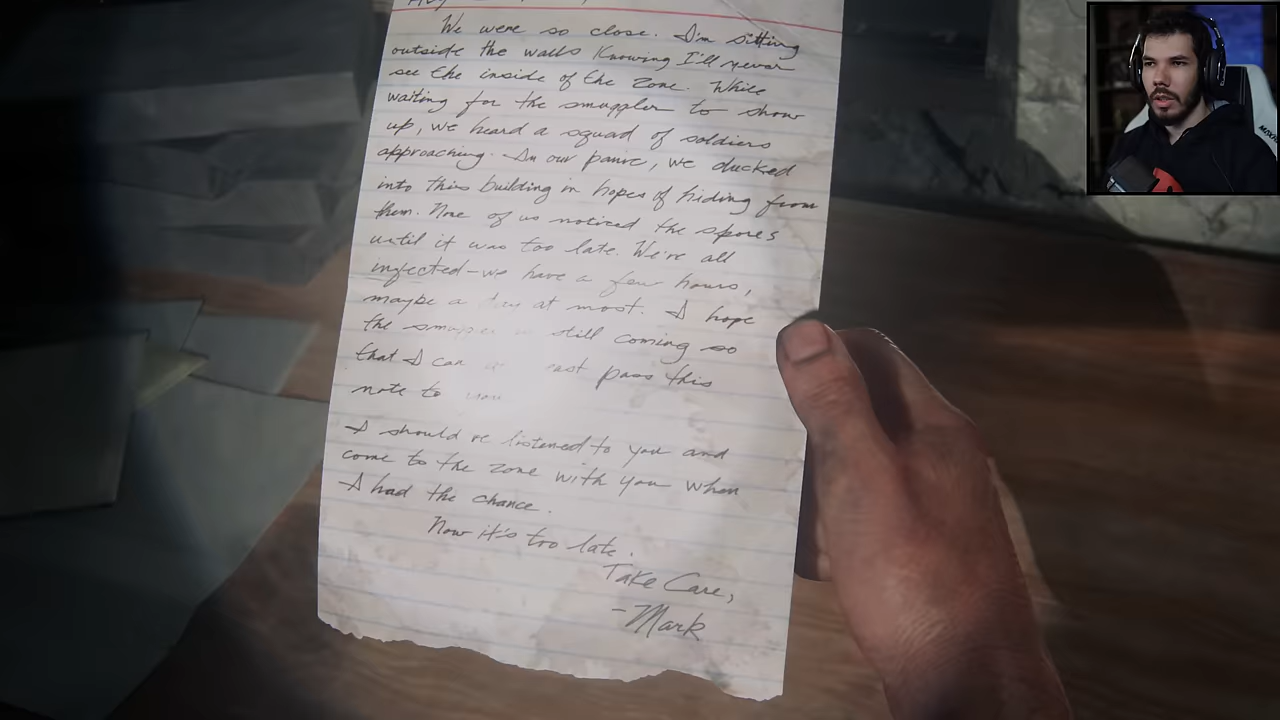 We were so close. I'm sitting
outside the walls Knowing I'll never
see the inside of the zone. While
waiting for the smuggler to show
up, we heard a squad of soldiers
approaching. In our panic, we ducked
into this building in hopes of hiding from
them. None of us noticed the spores
until it was too late. We're all
infected-we have a few hours,
maybe a day at most. I hope
the still coming so
that I can pass this
note to
I should've listened to you and
come to the zone with you when
I had the chance.
Now it's too late.
Take Care,
-Mark